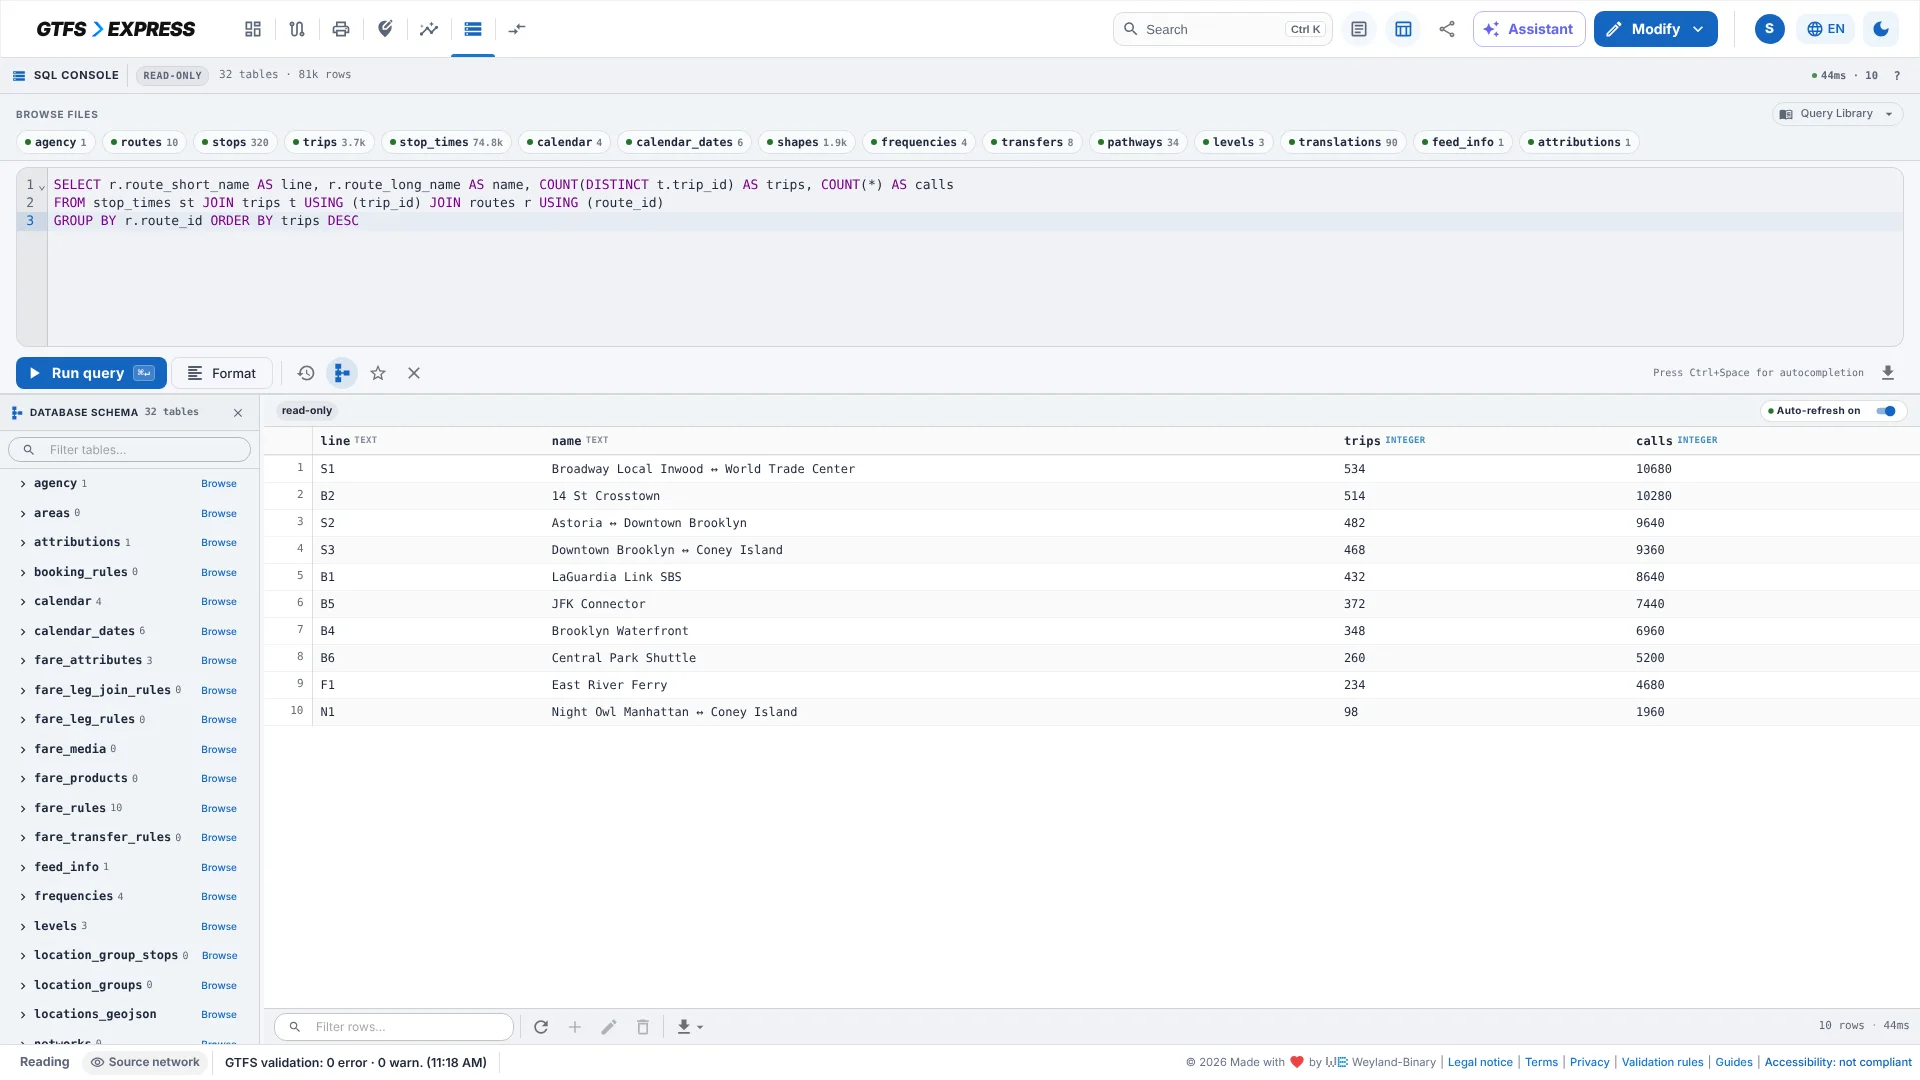 GTFS EXPRESS
Search Ctrl K
Assistant
Modify
S
EN
SQL CONSOLE
READ-ONLY
32 tables · 81k rows
44ms · 10 ?
BROWSE FILES
Query Library
agency 1
routes 10
stops 320
trips 3.7k
stop_times 74.8k
calendar 4
calendar_dates 6
shapes 1.9k
frequencies 4
transfers 8
pathways 34
levels 3
translations 90
feed_info 1
attributions 1
1 SELECT r.route_short_name AS line, r.route_long_name AS name, COUNT(DISTINCT t.trip_id) AS trips, COUNT(*) AS calls
2 FROM stop_times st JOIN trips t USING (trip_id) JOIN routes r USING (route_id)
3 GROUP BY r.route_id ORDER BY trips DESC
Run query ⌘↵
Format
Press Ctrl+Space for autocompletion
DATABASE SCHEMA 32 tables
Filter tables...
agency 1 Browse
areas 0 Browse
attributions 1 Browse
booking_rules 0 Browse
calendar 4 Browse
calendar_dates 6 Browse
fare_attributes 3 Browse
fare_leg_join_rules 0 Browse
fare_leg_rules 0 Browse
fare_media 0 Browse
fare_products 0 Browse
fare_rules 10 Browse
fare_transfer_rules 0 Browse
feed_info 1 Browse
frequencies 4 Browse
levels 3 Browse
location_group_stops 0 Browse
location_groups 0 Browse
locations_geojson Browse
networks 0 Browse
read-only
Auto-refresh on
line TEXT name TEXT trips INTEGER calls INTEGER
1 S1 Broadway Local Inwood ↔ World Trade Center 534 10680
2 B2 14 St Crosstown 514 10280
3 S2 Astoria ↔ Downtown Brooklyn 482 9640
4 S3 Downtown Brooklyn ↔ Coney Island 468 9360
5 B1 LaGuardia Link SBS 432 8640
6 B5 JFK Connector 372 7440
7 B4 Brooklyn Waterfront 348 6960
8 B6 Central Park Shuttle 260 5200
9 F1 East River Ferry 234 4680
10 N1 Night Owl Manhattan ↔ Coney Island 98 1960
Filter rows...
10 rows · 44ms
Reading
Source network
GTFS validation: 0 error · 0 warn. (11:18 AM)
© 2026 Made with ❤ by Weyland-Binary | Legal notice | Terms | Privacy | Validation rules | Guides | Accessibility: not compliant